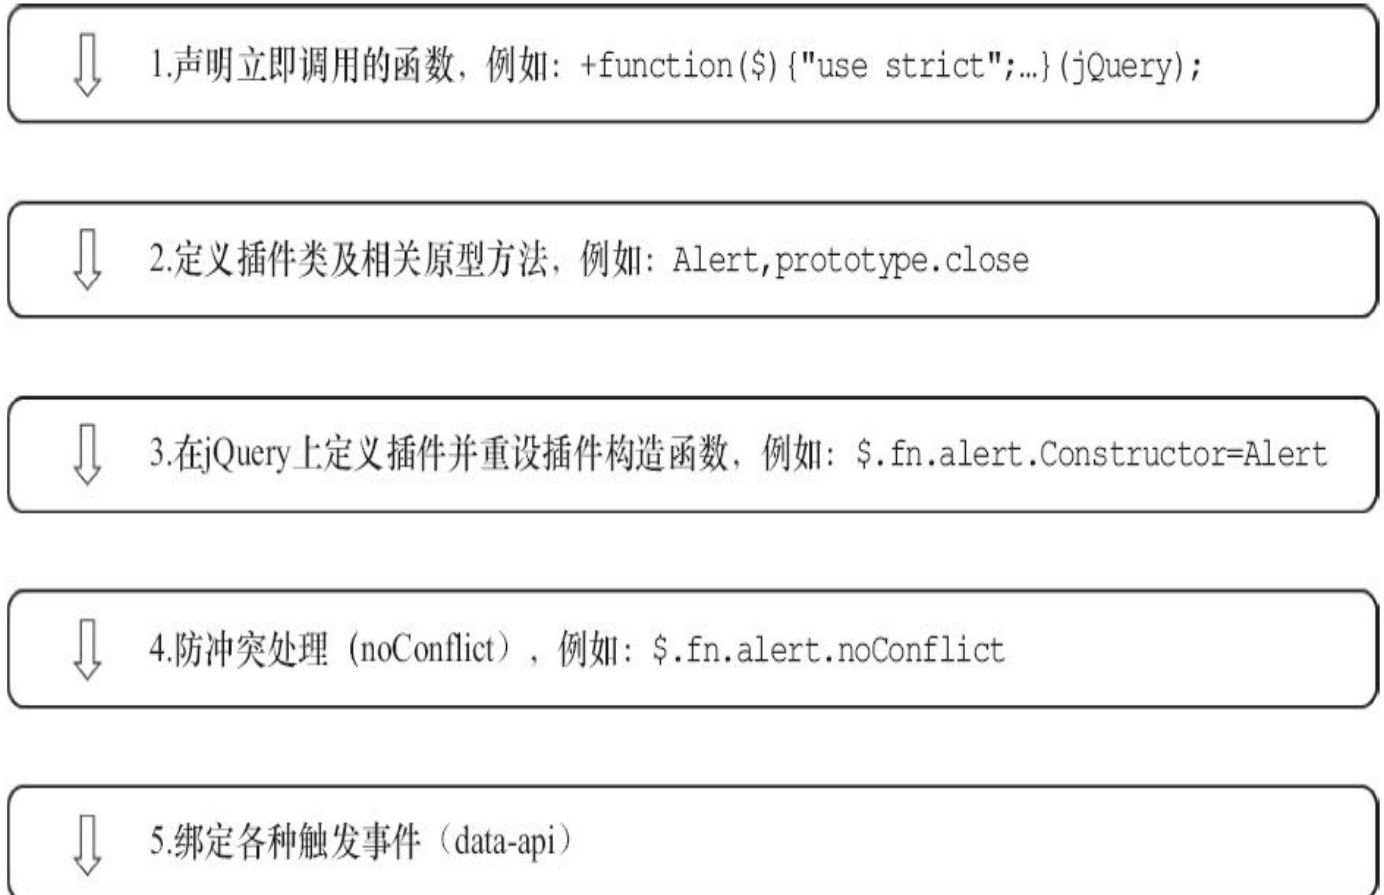 1.声明立即调用的函数，例如：+function($){"use strict";…}(jQuery);
2.定义插件类及相关原型方法，例如：Alert,prototype.close
3.在jQuery上定义插件并重设插件构造函数，例如：$.fn.alert.Constructor=Alert
4.防冲突处理（noConflict），例如：$.fn.alert.noConflict
5.绑定各种触发事件（data-api）